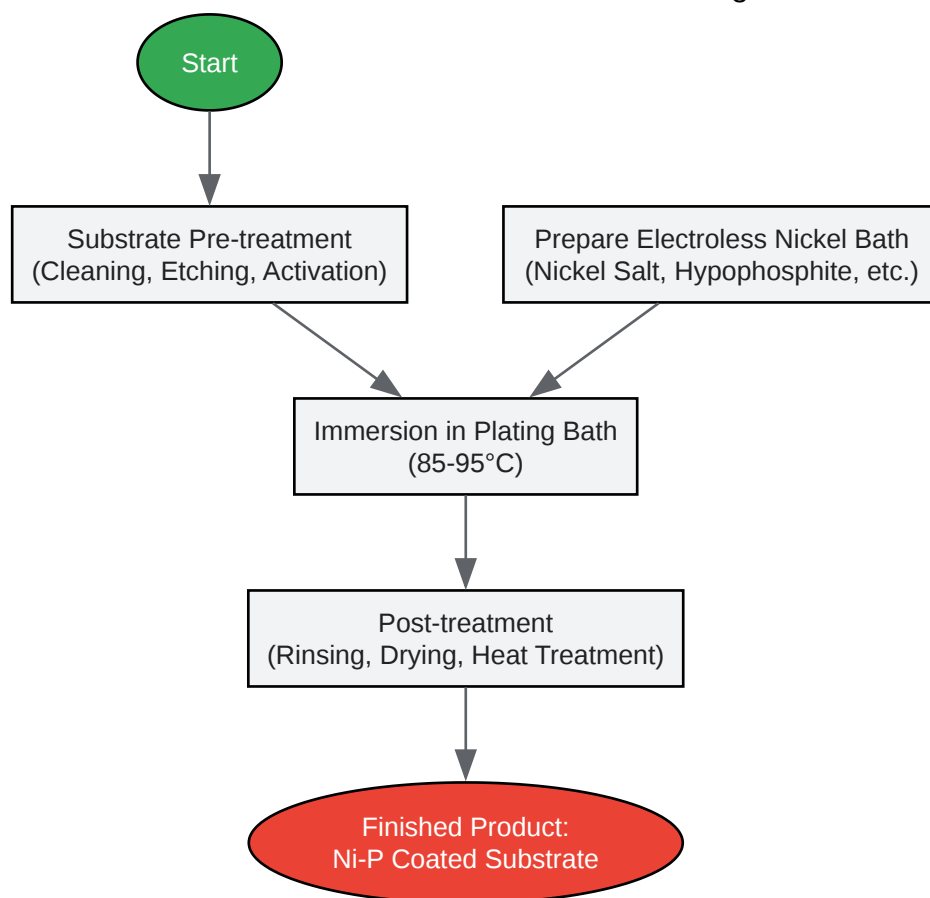 Start
Substrate Pre-treatment
(Cleaning, Etching, Activation)
Prepare Electroless Nickel Bath
(Nickel Salt, Hypophosphite, etc.)
Immersion in Plating Bath
(85-95°C)
Post-treatment
(Rinsing, Drying, Heat Treatment)
Finished Product:
Ni-P Coated Substrate